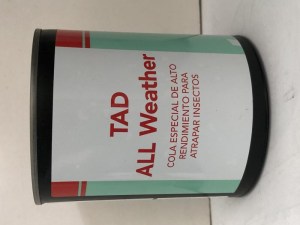 TAD
ALL Weather
COLA ESPECIAL DE ALTO
RENDIMIENTO PARA
ATRAPAR INSECTOS